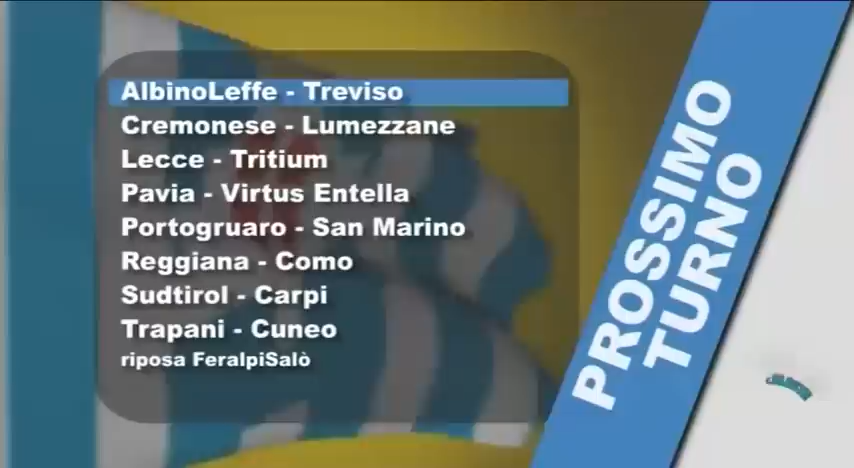 AlbinoLeffe - Treviso
Cremonese - Lumezzane
Lecce - Tritium
Pavia - Virtus Entella
Portogruaro - San Marino
Reggiana - Como
Sudtirol - Carpi
Trapani - Cuneo
riposa FeralpiSalò
PROSSIMO
TURNO